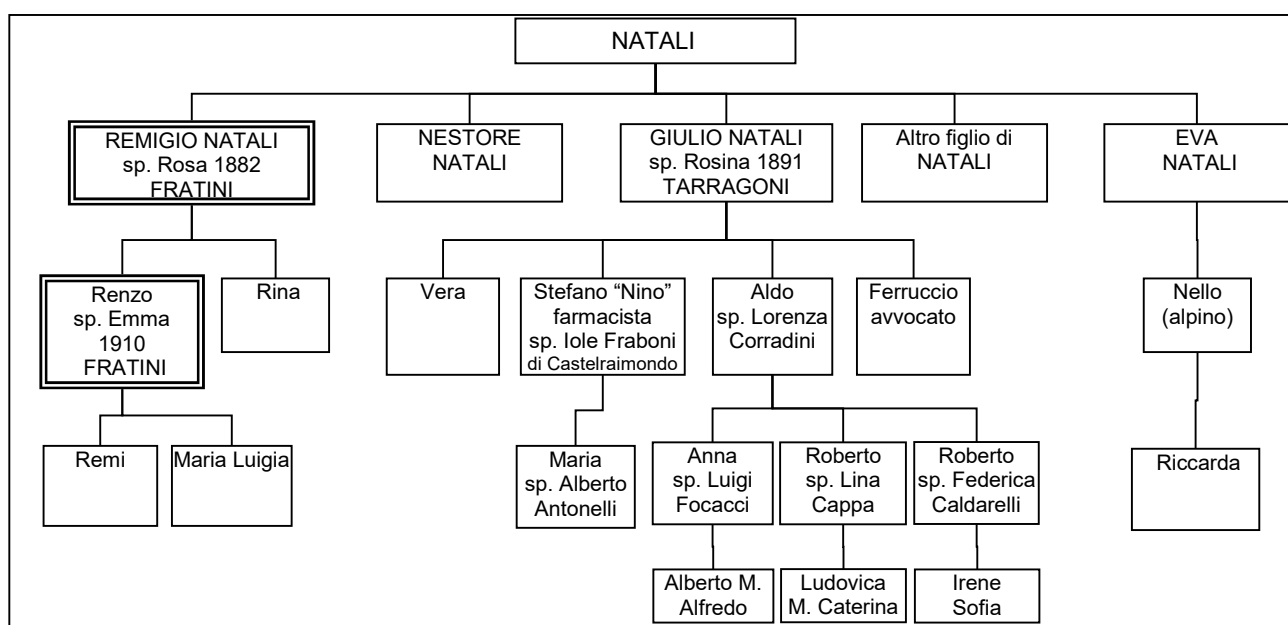 NATALI
REMIGIO NATALI
sp. Rosa 1882
FRATINI
NESTORE
NATALI
GIULIO NATALI
sp. Rosina 1891
TARRAGONI
Altro figlio di
NATALI
EVA
NATALI
Renzo
sp. Emma
1910
FRATINI
Rina
Vera
Stefano “Nino”
farmacista
sp. Iole Fraboni
di Castelraimondo
Aldo
sp. Lorenza
Corradini
Ferruccio
avvocato
Nello
(alpino)
Remi
Maria Luigia
Maria
sp. Alberto
Antonelli
Anna
sp. Luigi
Focacci
Roberto
sp. Lina
Cappa
Roberto
sp. Federica
Caldarelli
Riccarda
Alberto M.
Alfredo
Ludovica
M. Caterina
Irene
Sofia